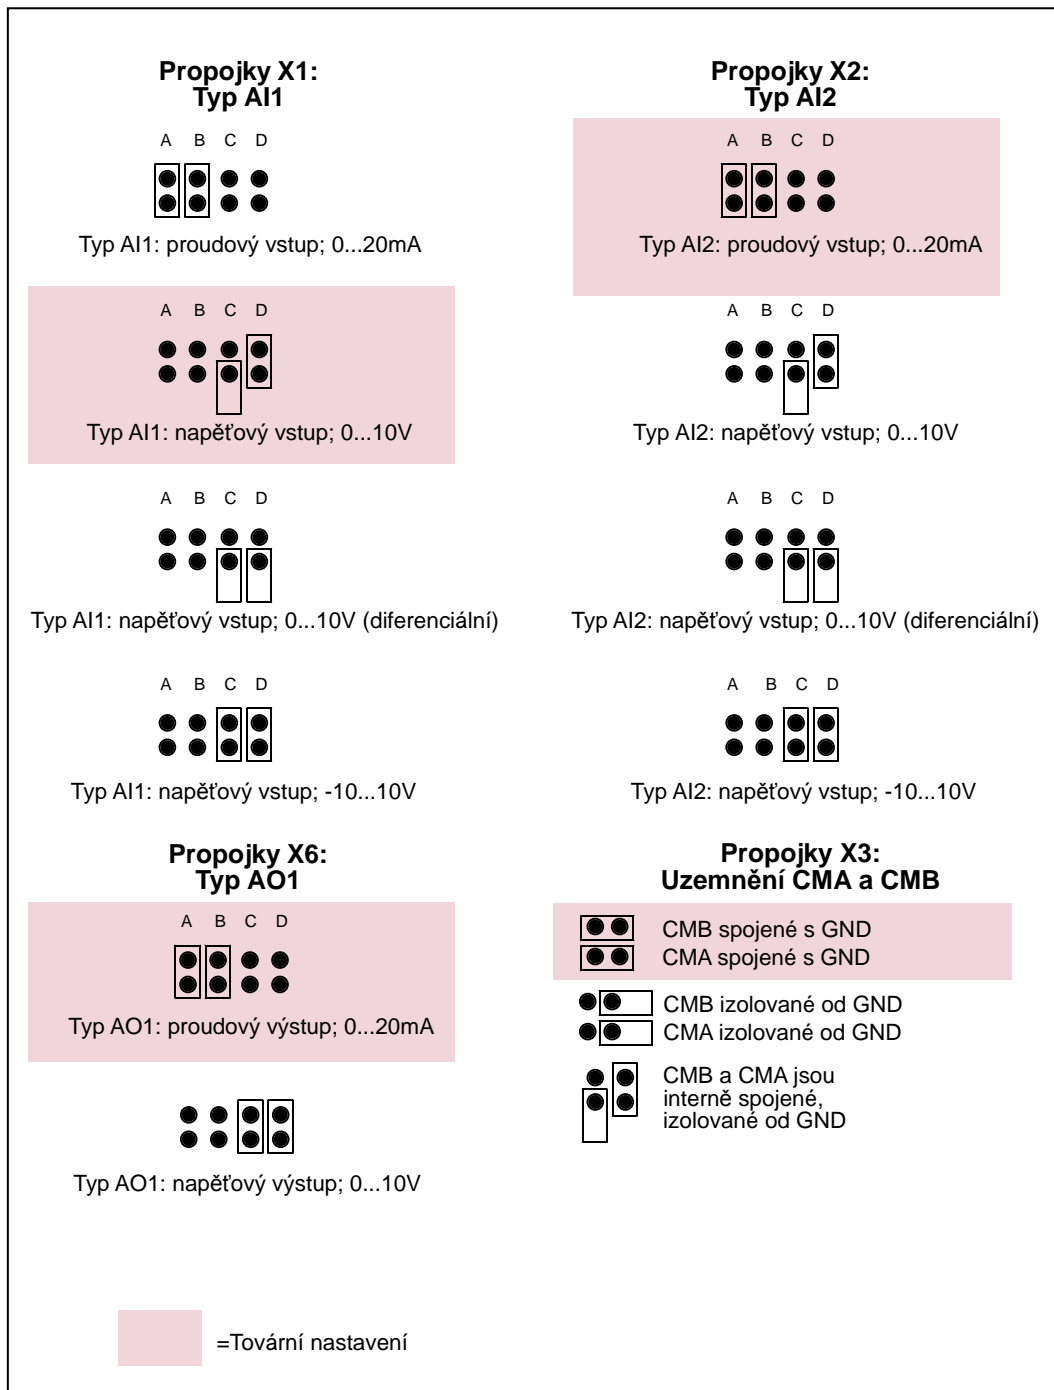 Propojky X1:
Typ AI1
A B C D
Typ AI1: proudový vstup; 0...20mA
A B C D
Typ AI1: napěťový vstup; 0...10V
A B C D
Typ AI1: napěťový vstup; 0...10V (diferenciální)
A B C D
Typ AI1: napěťový vstup; -10...10V
Propojky X2:
Typ AI2
A B C D
Typ AI2: proudový vstup; 0...20mA
A B C D
Typ AI2: napěťový vstup; 0...10V
A B C D
Typ AI2: napěťový vstup; 0...10V (diferenciální)
A B C D
Typ AI2: napěťový vstup; -10...10V
Propojky X6:
Typ AO1
A B C D
Typ AO1: proudový výstup; 0...20mA
Typ AO1: napěťový výstup; 0...10V
Propojky X3:
Uzemnění CMA a CMB
CMB spojené s GND
CMA spojené s GND
CMB izolované od GND
CMA izolované od GND
CMB a CMA jsou
interně spojené,
izolované od GND
=Tovární nastavení